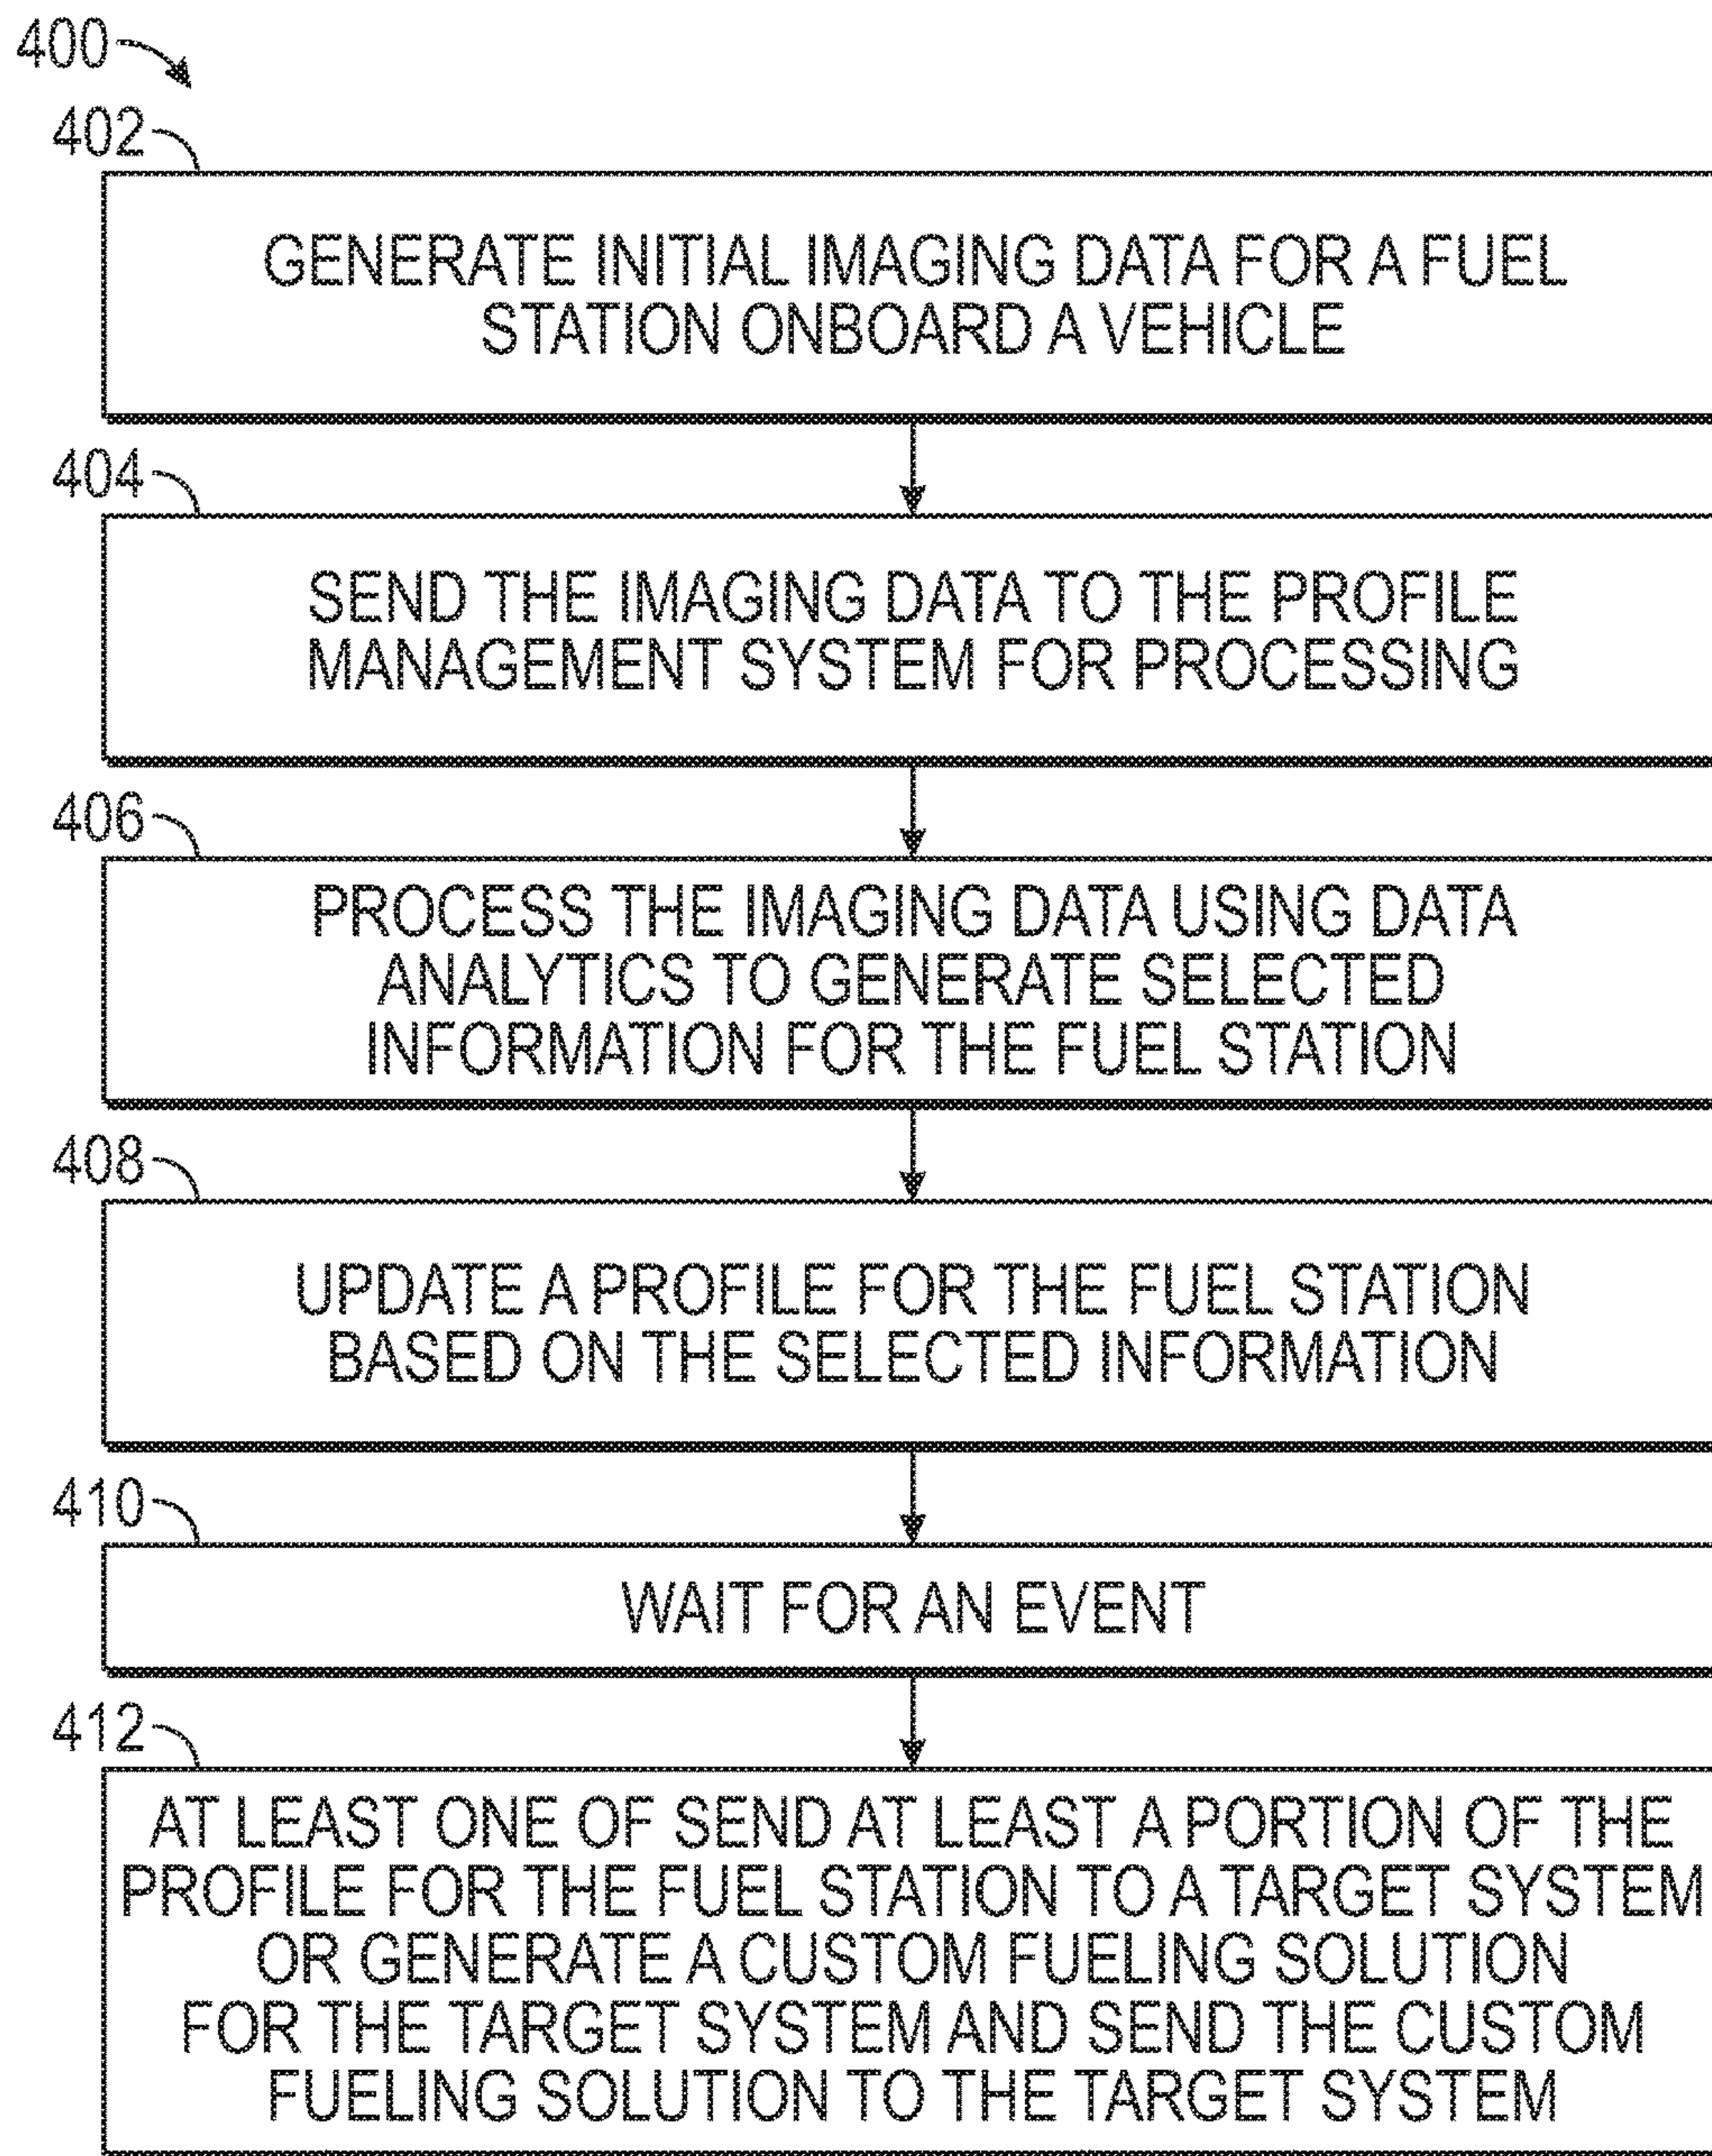 400
402
GENERATE INITIAL IMAGING DATA FOR A FUEL
STATION ONBOARD A VEHICLE
404
SEND THE IMAGING DATA TO THE PROFILE
MANAGEMENT SYSTEM FOR PROCESSING
406
PROCESS THE IMAGING DATA USING DATA
ANALYTICS TO GENERATE SELECTED
INFORMATION FOR THE FUEL STATION
408
UPDATE A PROFILE FOR THE FUEL STATION
BASED ON THE SELECTED INFORMATION
410
WAIT FOR AN EVENT
412
AT LEAST ONE OF SEND AT LEAST A PORTION OF THE
PROFILE FOR THE FUEL STATION TO A TARGET SYSTEM
OR GENERATE A CUSTOM FUELING SOLUTION
FOR THE TARGET SYSTEM AND SEND THE CUSTOM
FUELING SOLUTION TO THE TARGET SYSTEM